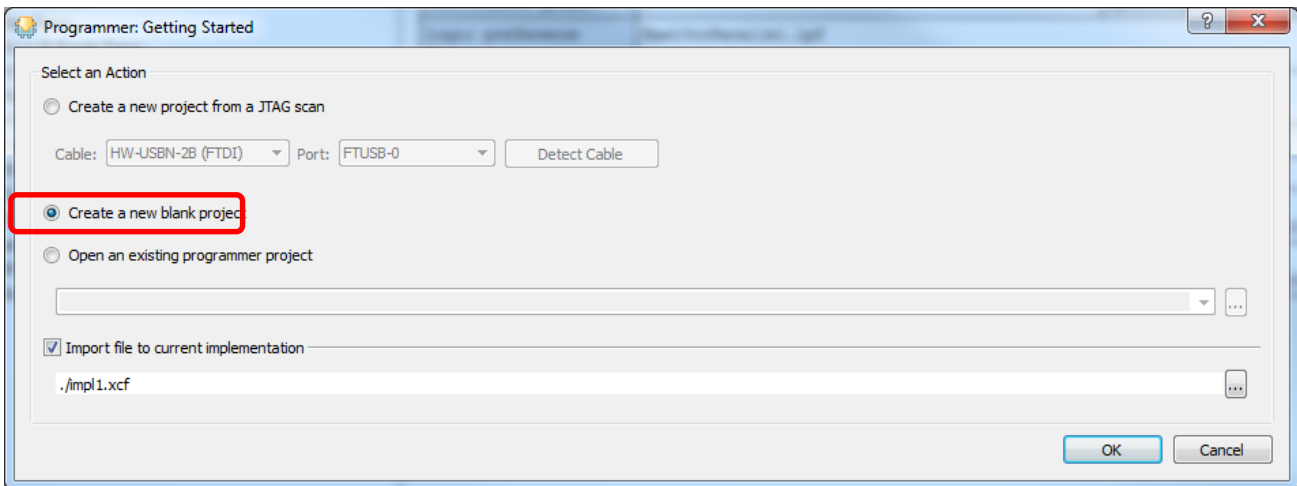 Programmer: Getting Started
Select an Action
Create a new project from a JTAG scan
Cable: HW-USBN-2B (FTDI) Port: FTUSB-0 Detect Cable
Create a new blank project
Open an existing programmer project
...
Import file to current implementation
./impl1.xcf ...
OK Cancel